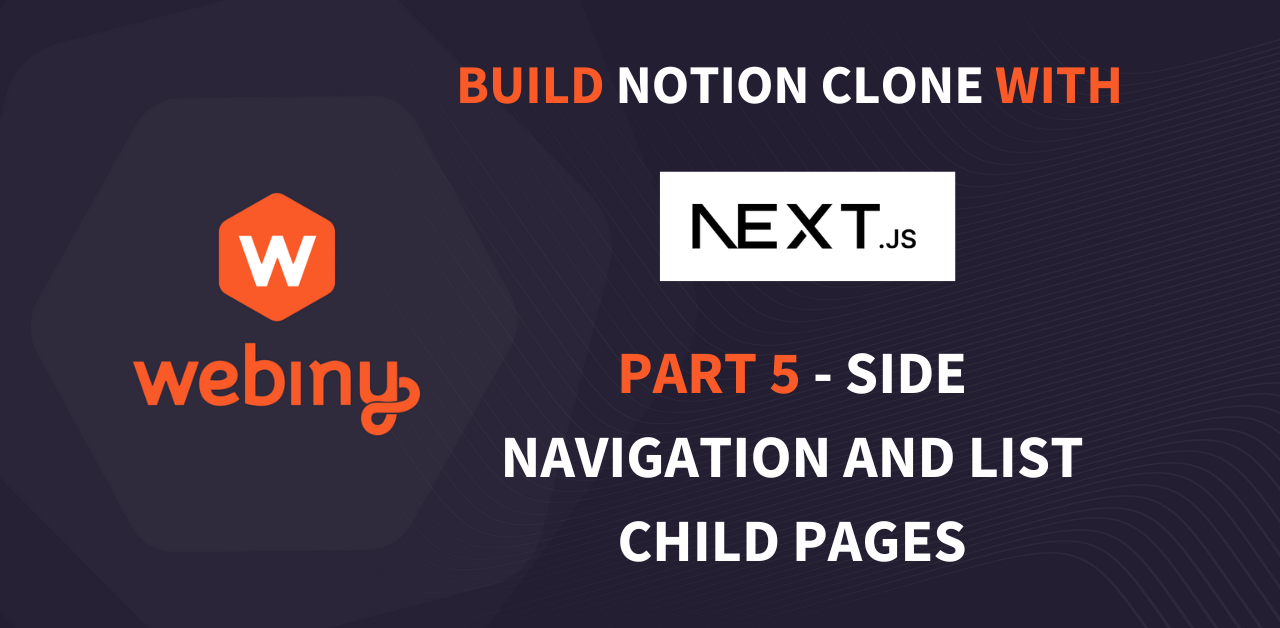 BUILD NOTION CLONE WITH
NEXT.JS
W
webiny
PART 5 - SIDE
NAVIGATION AND LIST
CHILD PAGES